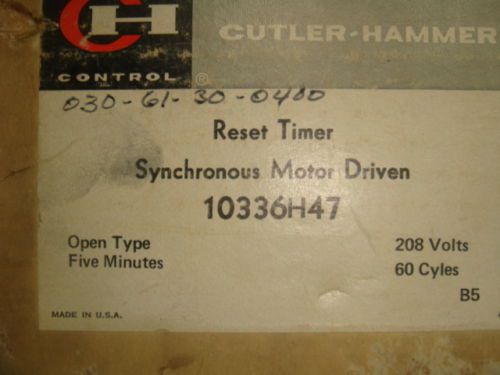 CH
CUTLER-HAMMER
CONTROL ®
030-61-30-0400
Reset Timer
Synchronous Motor Driven
10336H47
Open Type 208 Volts
Five Minutes 60 Cyles
B5
MADE IN U.S.A.